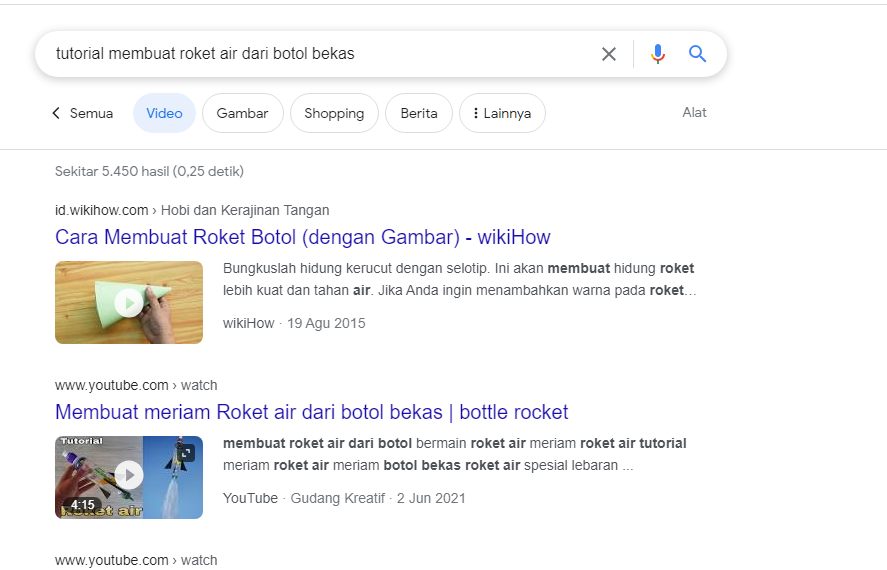 tutorial membuat roket air dari botol bekas
Semua Video Gambar Shopping Berita Lainnya Alat
Sekitar 5.450 hasil (0,25 detik)
id.wikihow.com › Hobi dan Kerajinan Tangan
Cara Membuat Roket Botol (dengan Gambar) - wikiHow
Bungkuslah hidung kerucut dengan selotip. Ini akan membuat hidung roket
lebih kuat dan tahan air. Jika Anda ingin menambahkan warna pada roket...
wikiHow · 19 Agu 2015
www.youtube.com › watch
Membuat meriam Roket air dari botol bekas | bottle rocket
Tutorial
4:15
Roket air
membuat roket air dari botol bermain roket air meriam roket air tutorial
meriam roket air meriam botol bekas roket air spesial lebaran ...
YouTube · Gudang Kreatif · 2 Jun 2021
www.youtube.com › watch